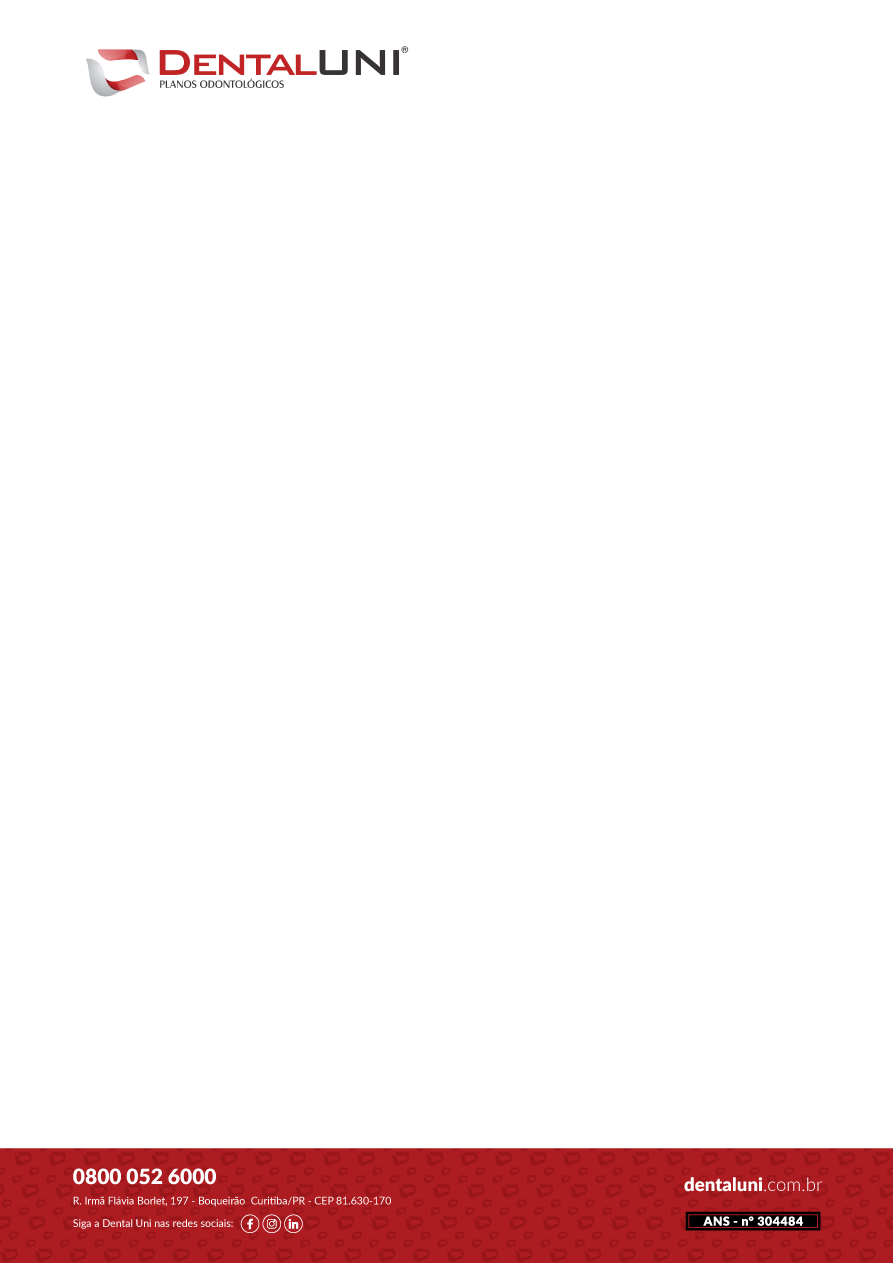 DENTALUNI®
PLANOS ODONTOLÓGICOS
0800 052 6000
R. Irmã Flávia Borlet, 197 - Boqueirão Curitiba/PR - CEP 81.630-170
Siga a Dental Uni nas redes sociais:
dentaluni.com.br
ANS - nº 304484